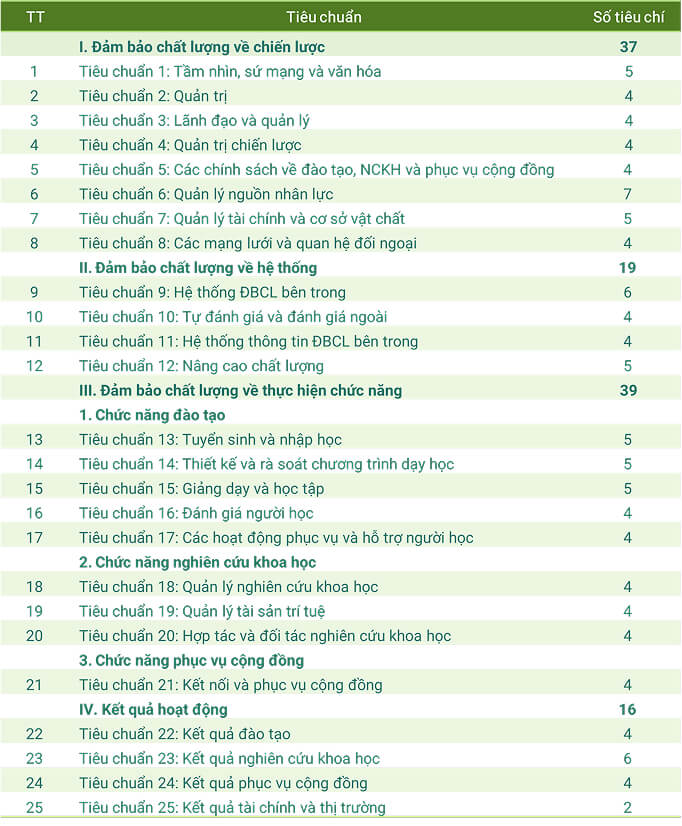 TT Tiêu chuẩn Số tiêu chí
I. Đảm bảo chất lượng về chiến lược 37
1 Tiêu chuẩn 1: Tầm nhìn, sứ mạng và văn hóa 5
2 Tiêu chuẩn 2: Quản trị 4
3 Tiêu chuẩn 3: Lãnh đạo và quản lý 4
4 Tiêu chuẩn 4: Quản trị chiến lược 4
5 Tiêu chuẩn 5: Các chính sách về đào tạo, NCKH và phục vụ cộng đồng 4
6 Tiêu chuẩn 6: Quản lý nguồn nhân lực 7
7 Tiêu chuẩn 7: Quản lý tài chính và cơ sở vật chất 5
8 Tiêu chuẩn 8: Các mạng lưới và quan hệ đối ngoại 4
II. Đảm bảo chất lượng về hệ thống 19
9 Tiêu chuẩn 9: Hệ thống ĐBCL bên trong 6
10 Tiêu chuẩn 10: Tự đánh giá và đánh giá ngoài 4
11 Tiêu chuẩn 11: Hệ thống thông tin ĐBCL bên trong 4
12 Tiêu chuẩn 12: Nâng cao chất lượng 5
III. Đảm bảo chất lượng về thực hiện chức năng 39
1. Chức năng đào tạo
13 Tiêu chuẩn 13: Tuyển sinh và nhập học 5
14 Tiêu chuẩn 14: Thiết kế và rà soát chương trình dạy học 5
15 Tiêu chuẩn 15: Giảng dạy và học tập 5
16 Tiêu chuẩn 16: Đánh giá người học 4
17 Tiêu chuẩn 17: Các hoạt động phục vụ và hỗ trợ người học 4
2. Chức năng nghiên cứu khoa học
18 Tiêu chuẩn 18: Quản lý nghiên cứu khoa học 4
19 Tiêu chuẩn 19: Quản lý tài sản trí tuệ 4
20 Tiêu chuẩn 20: Hợp tác và đối tác nghiên cứu khoa học 4
3. Chức năng phục vụ cộng đồng
21 Tiêu chuẩn 21: Kết nối và phục vụ cộng đồng 4
IV. Kết quả hoạt động 16
22 Tiêu chuẩn 22: Kết quả đào tạo 4
23 Tiêu chuẩn 23: Kết quả nghiên cứu khoa học 6
24 Tiêu chuẩn 24: Kết quả phục vụ cộng đồng 4
25 Tiêu chuẩn 25: Kết quả tài chính và thị trường 2